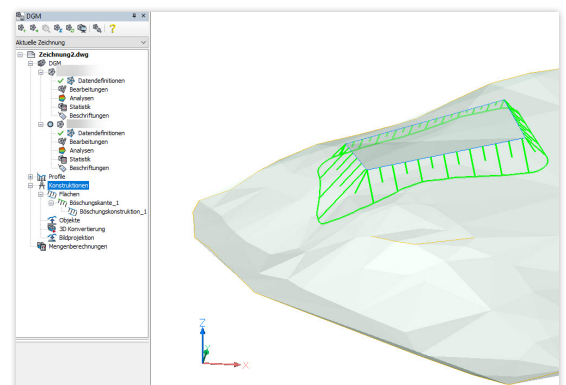 DGM
Aktuelle Zeichnung
Zeichnung2.dwg
DGM
Datendefinitionen
Bearbeitungen
Analysen
Statistik
Beschriftungen
Datendefinitionen
Bearbeitungen
Analysen
Statistik
Beschriftungen
Profile
Konstruktionen
Flächen
Böschungskante_1
Böschungskonstruktion_1
Objekte
3D Konvertierung
Bildprojektion
Mengenberechnungen
Z
Y
X